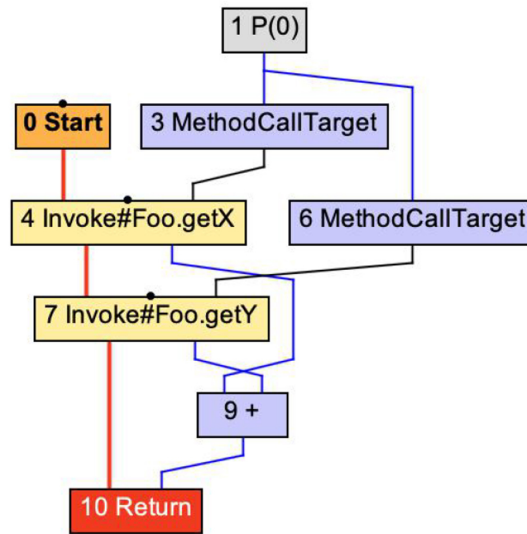 1 P(0)
0 Start
3 MethodCallTarget
4 Invoke#Foo.getX
6 MethodCallTarget
7 Invoke#Foo.getY
9 +
10 Return